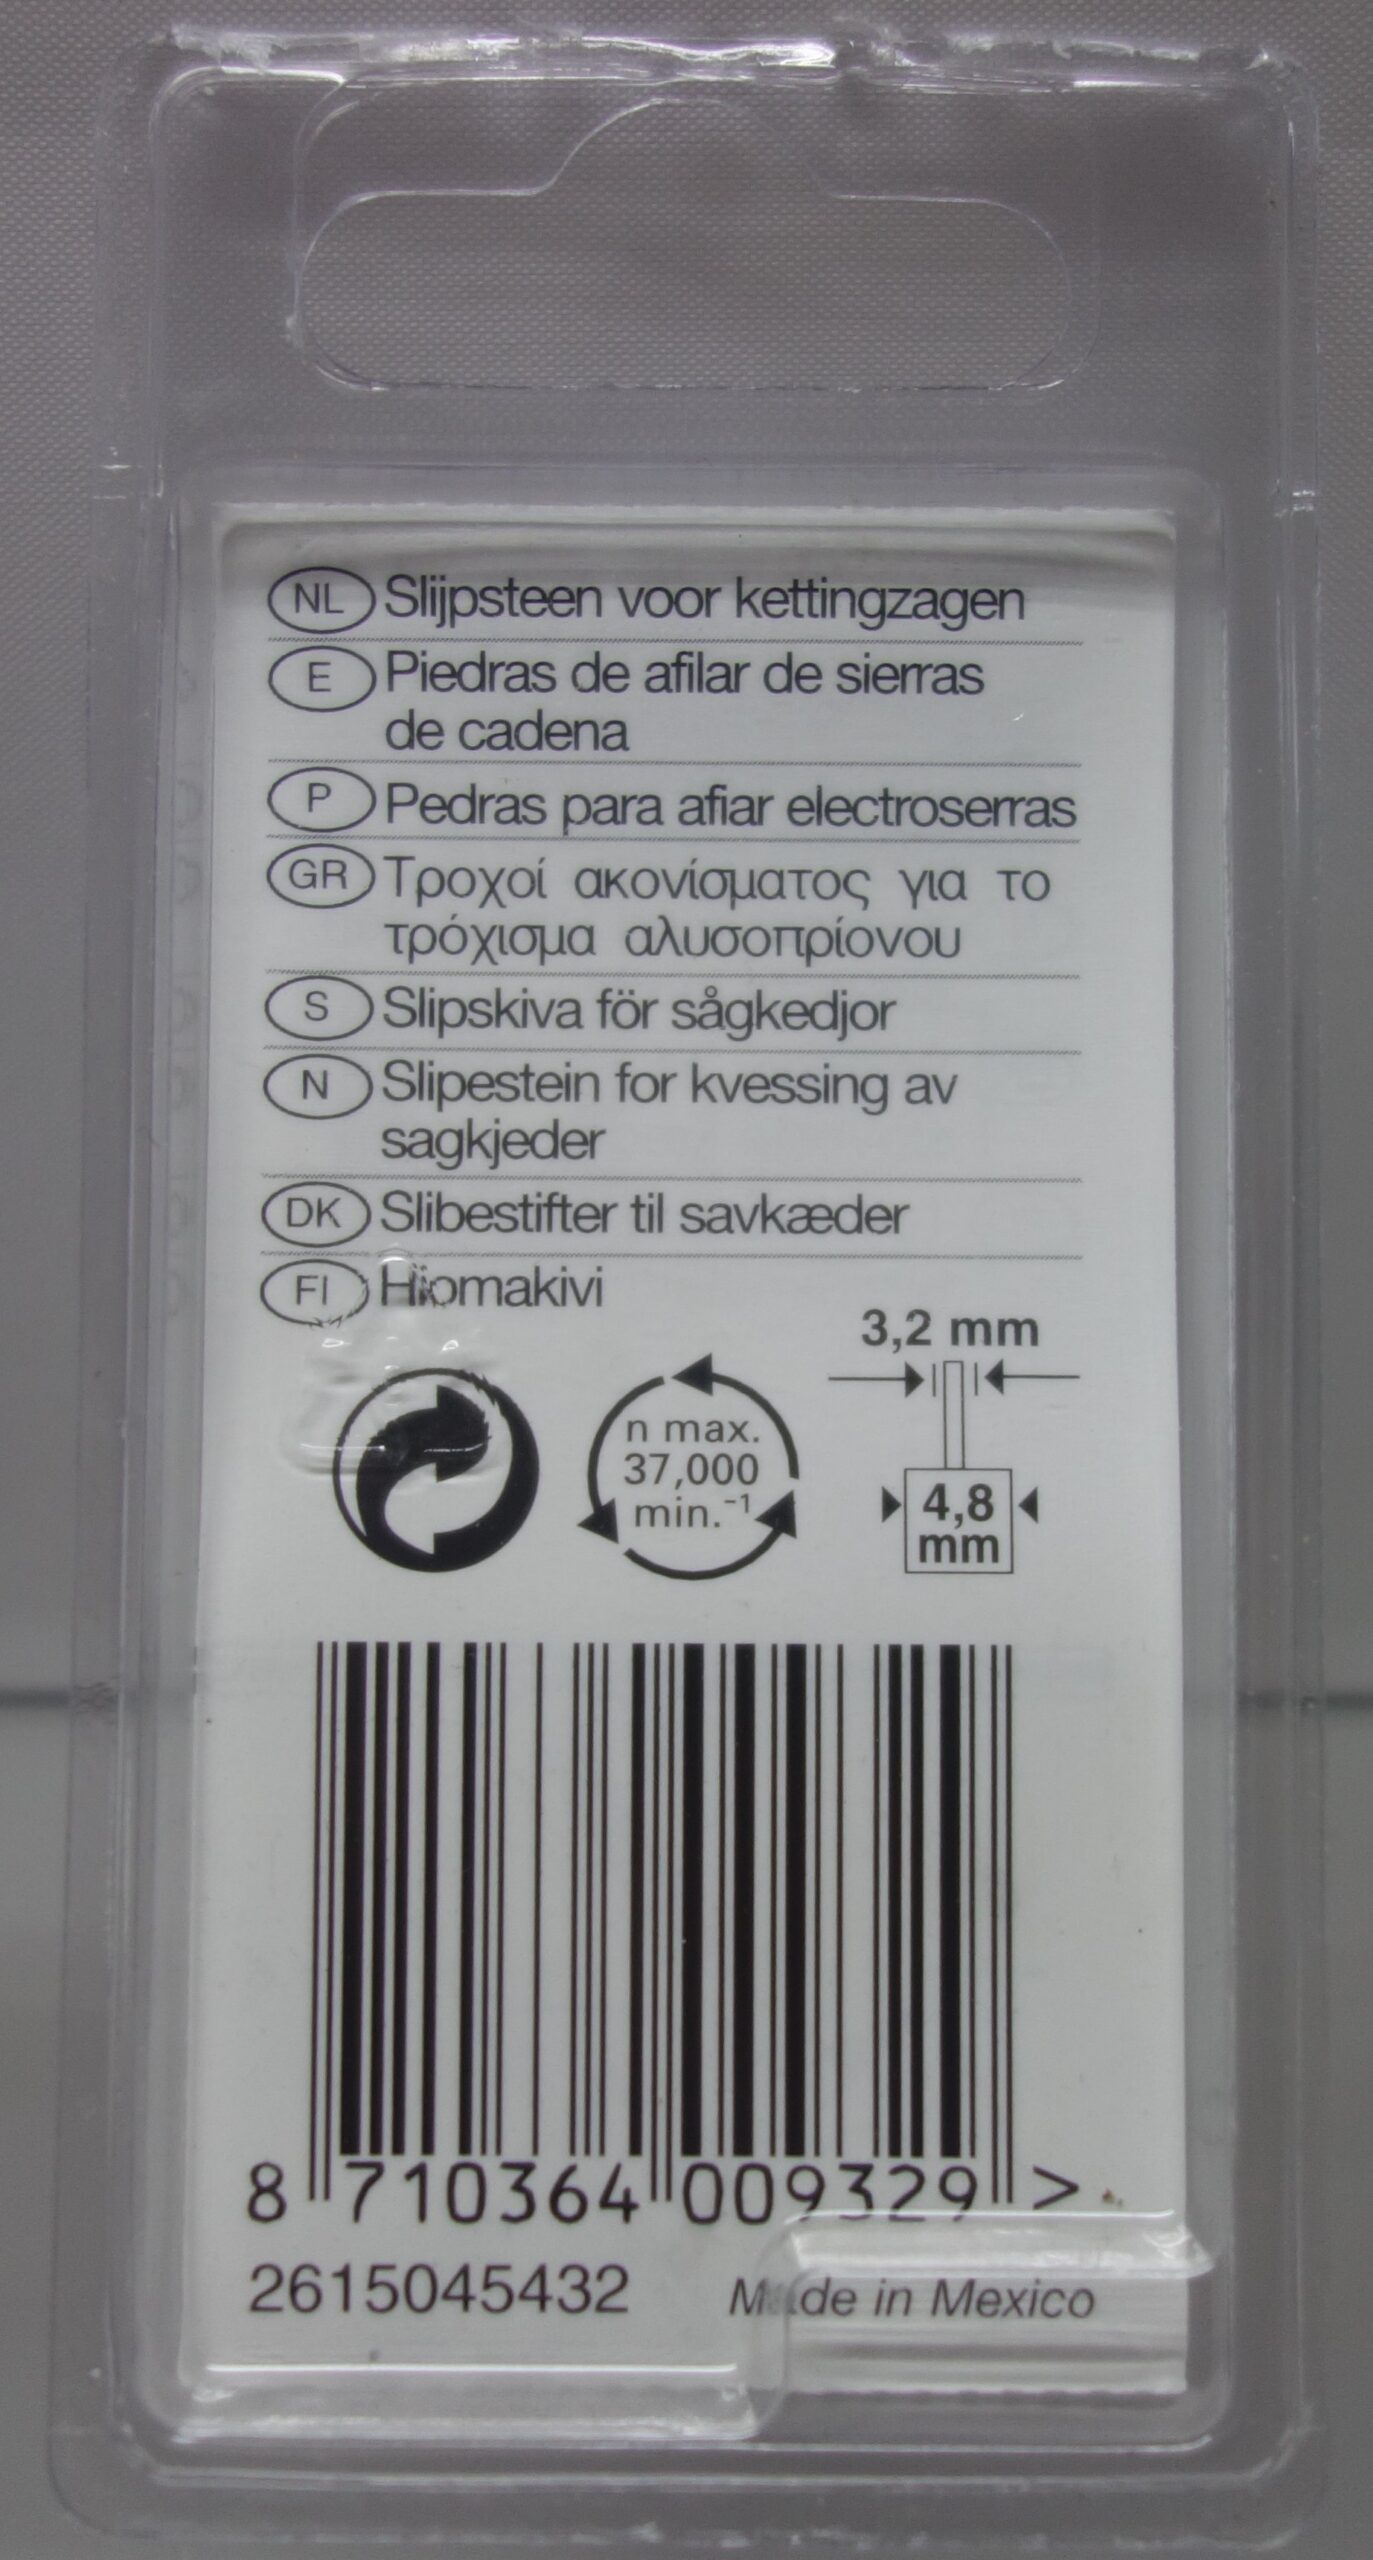 NL Slijpsteen voor kettingzagen
E Piedras de afilar de sierras
de cadena
P Pedras para afiar electroserras
GR Τροχοί ακονίσματος για το
τρόχισμα αλυσοπρίονου
S Slipskiva för sågkedjor
N Slipestein for kvessing av
sagkjeder
DK Slibestifter til savkæder
FI Hiomakivi
3,2 mm
n max.
37,000
min.⁻¹
4,8
mm
8 710364 009329 >
2615045432 Made in Mexico